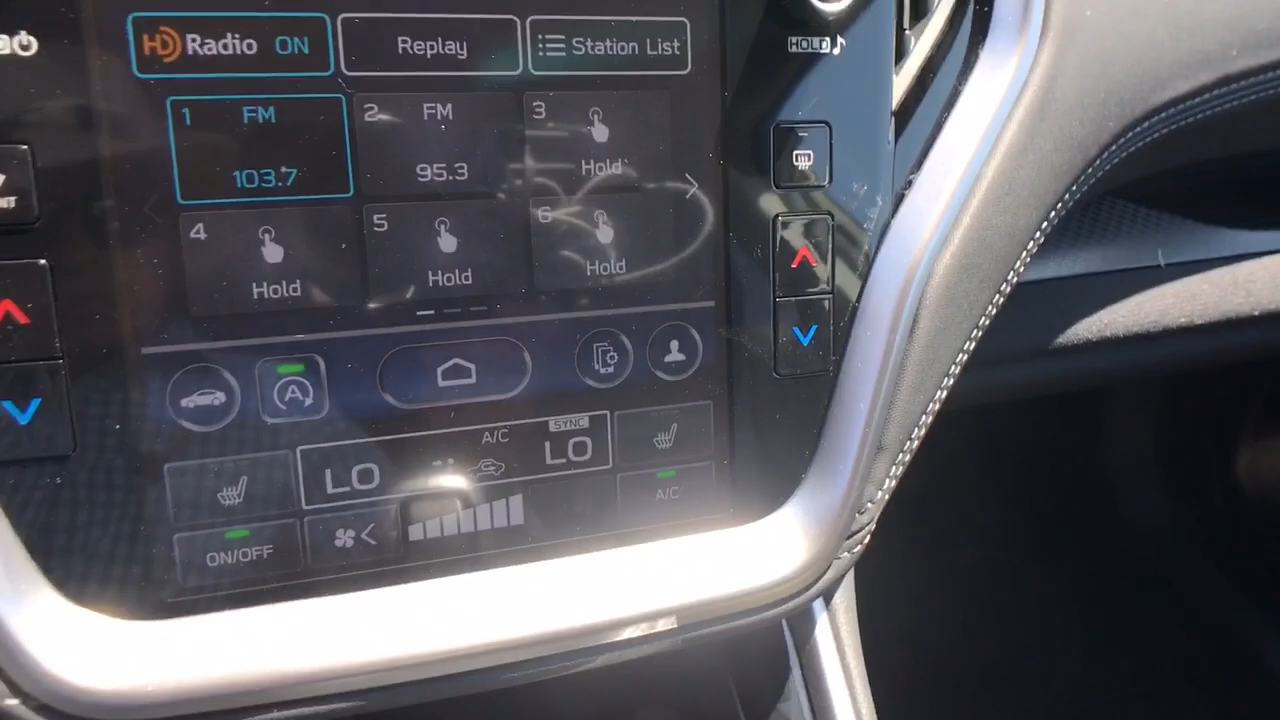 HD Radio ON
Replay
Station List
HOLD
1 FM
103.7
2 FM
95.3
3
Hold
4
Hold
5
Hold
6
Hold
A
LO
A/C
SYNC
LO
A/C
ON/OFF